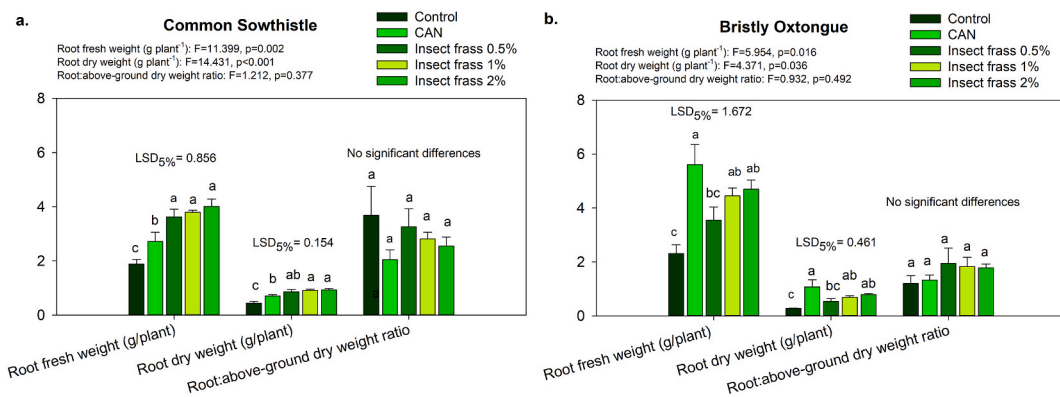 a.
Common Sowthistle
Root fresh weight (g plant⁻¹): F=11.399, p=0.002
Root dry weight (g plant⁻¹): F=14.431, p<0.001
Root:above-ground dry weight ratio: F=1.212, p=0.377
Control
CAN
Insect frass 0.5%
Insect frass 1%
Insect frass 2%
8
6
4
2
0
LSD5%= 0.856
c
b
a
a
a
LSD5%= 0.154
c
b
ab
a
a
No significant differences
a
a
a
a
a
a
Root fresh weight (g/plant)
Root dry weight (g/plant)
Root:above-ground dry weight ratio
b.
Bristly Oxtongue
Root fresh weight (g plant⁻¹): F=5.954, p=0.016
Root dry weight (g plant⁻¹): F=4.371, p=0.036
Root:above-ground dry weight ratio: F=0.932, p=0.492
Control
CAN
Insect frass 0.5%
Insect frass 1%
Insect frass 2%
8
6
4
2
0
LSD5%= 1.672
c
a
bc
ab
ab
LSD5%= 0.461
c
a
bc
ab
ab
No significant differences
a
a
a
a
a
Root fresh weight (g/plant)
Root dry weight (g/plant)
Root:above-ground dry weight ratio